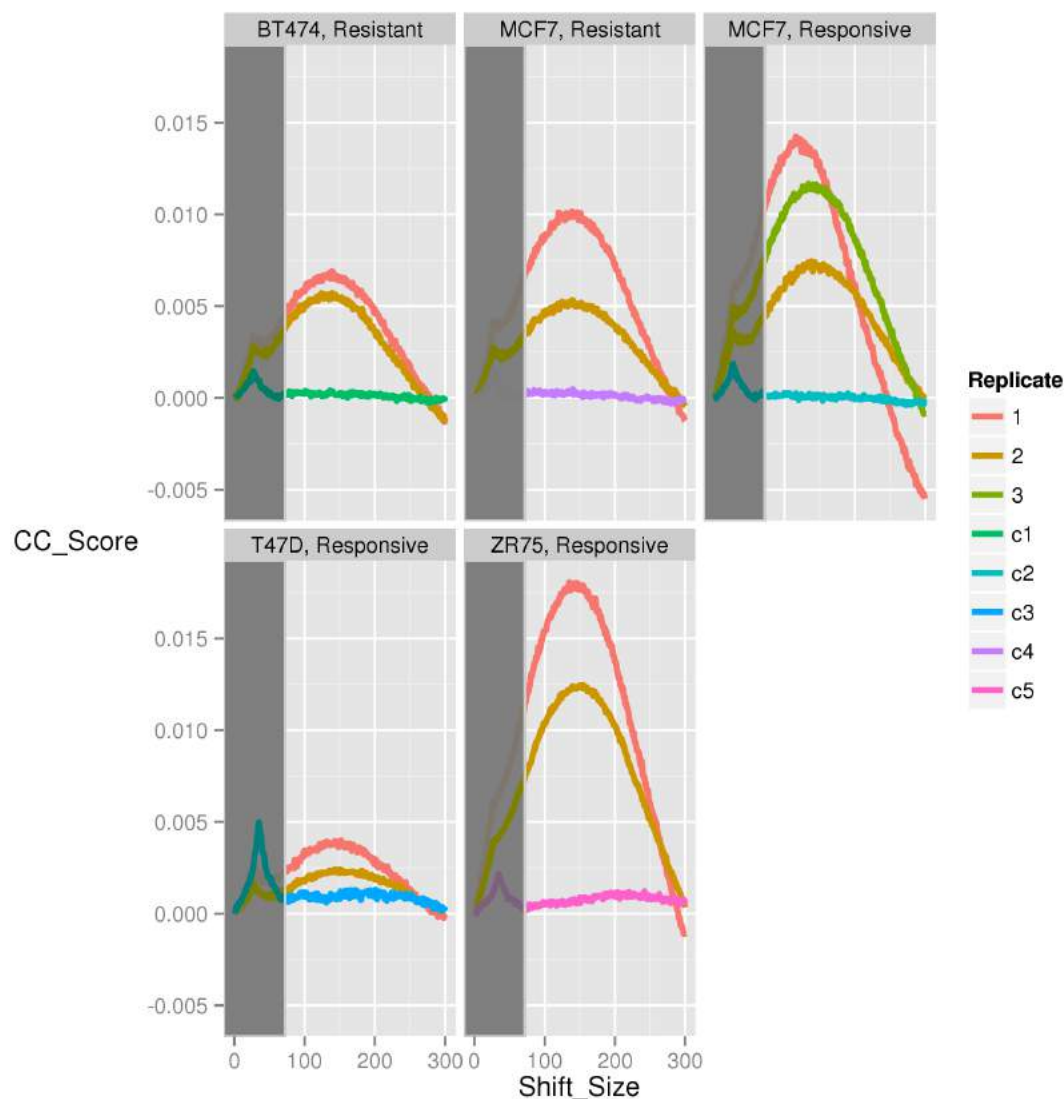 BT474, Resistant
MCF7, Resistant
MCF7, Responsive
0.015
0.010
0.005
0.000
-0.005
CC_Score
T47D, Responsive
ZR75, Responsive
0.015
0.010
0.005
0.000
-0.005
0 100 200 300
0 100 200 300
Shift_Size
Replicate
1
2
3
c1
c2
c3
c4
c5